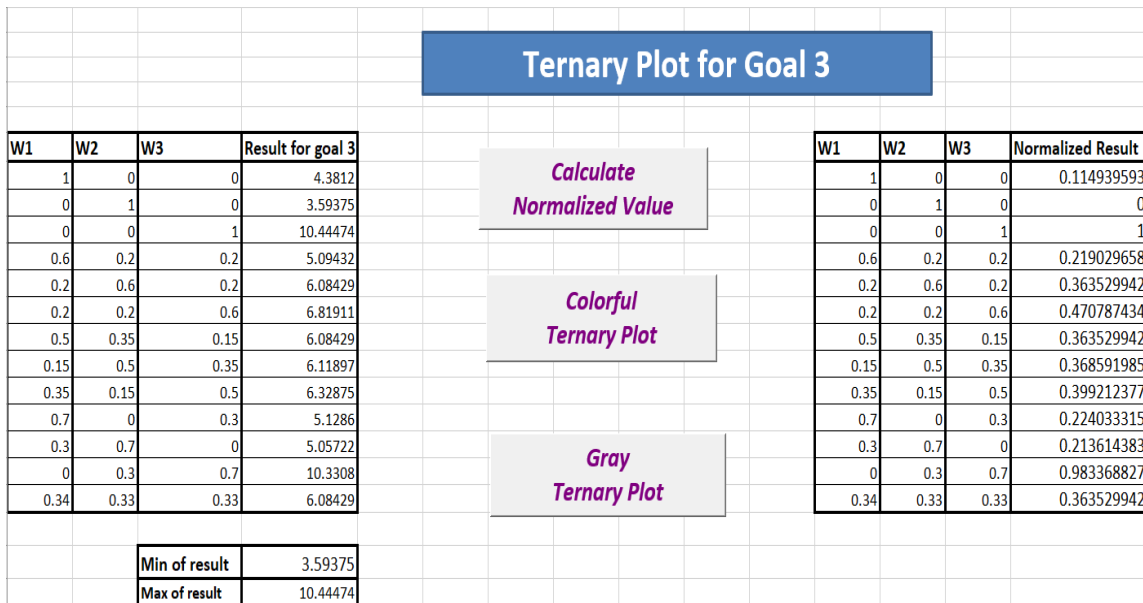 Ternary Plot for Goal 3
W1 W2 W3 Result for goal 3
1 0 0 4.3812
0 1 0 3.59375
0 0 1 10.44474
0.6 0.2 0.2 5.09432
0.2 0.6 0.2 6.08429
0.2 0.2 0.6 6.81911
0.5 0.35 0.15 6.08429
0.15 0.5 0.35 6.11897
0.35 0.15 0.5 6.32875
0.7 0 0.3 5.1286
0.3 0.7 0 5.05722
0 0.3 0.7 10.3308
0.34 0.33 0.33 6.08429
Min of result 3.59375
Max of result 10.44474
Calculate
Normalized Value
Colorful
Ternary Plot
Gray
Ternary Plot
W1 W2 W3 Normalized Result
1 0 0 0.114939593
0 1 0 0
0 0 1 1
0.6 0.2 0.2 0.219029658
0.2 0.6 0.2 0.363529942
0.2 0.2 0.6 0.470787434
0.5 0.35 0.15 0.363529942
0.15 0.5 0.35 0.368591985
0.35 0.15 0.5 0.399212377
0.7 0 0.3 0.224033315
0.3 0.7 0 0.213614383
0 0.3 0.7 0.983368827
0.34 0.33 0.33 0.363529942